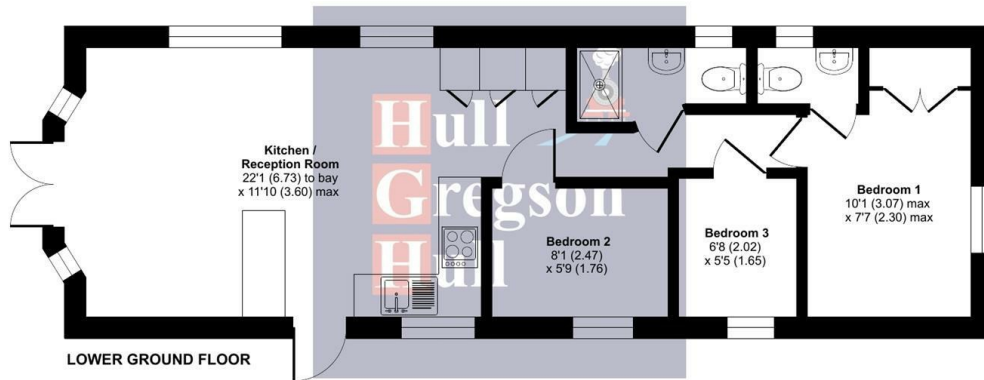 Kitchen /
Reception Room
22'1 (6.73) to bay
x 11'10 (3.60) max
Hull
Gregson
Hull
Bedroom 2
8'1 (2.47)
x 5'9 (1.76)
Bedroom 3
6'8 (2.02)
x 5'5 (1.65)
Bedroom 1
10'1 (3.07) max
x 7'7 (2.30) max
LOWER GROUND FLOOR